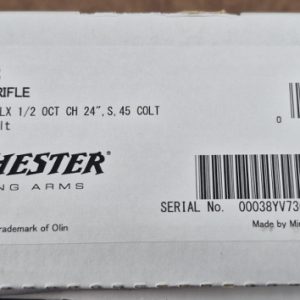 RIFLE
LX 1/2 OCT CH 24",S,45 COLT
lt
HESTER
NG ARMS
0
SERIAL No. 00038YV73
rademark of Olin
Made by Mi